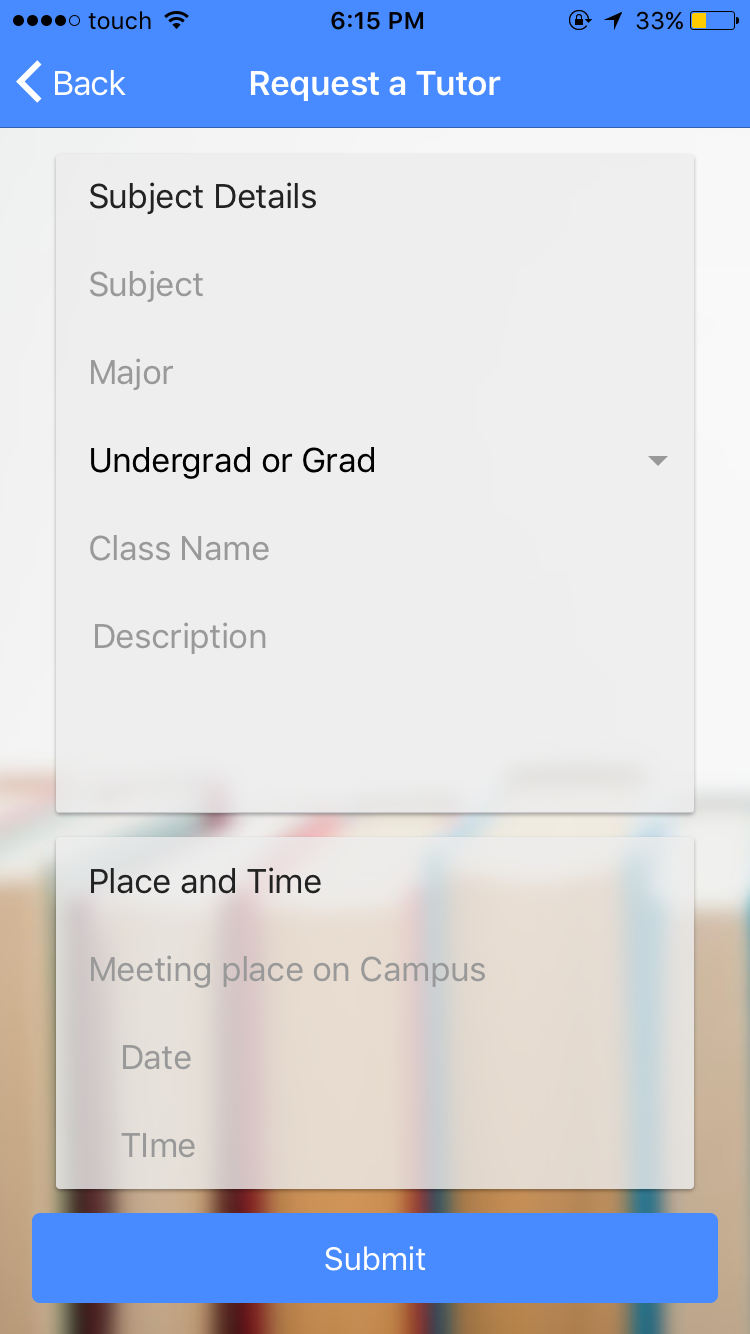 touch 6:15 PM 33%
Back Request a Tutor
Subject Details
Subject
Major
Undergrad or Grad
Class Name
Description
Place and Time
Meeting place on Campus
Date
TIme
Submit